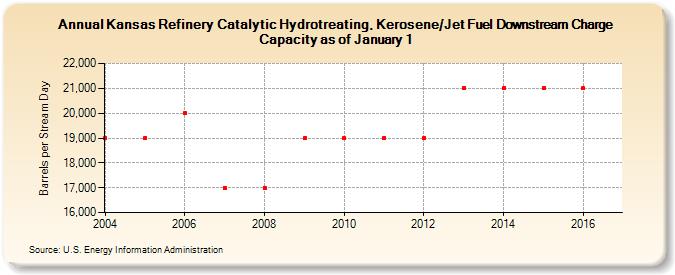 Annual Kansas Refinery Catalytic Hydrotreating, Kerosene/Jet Fuel Downstream Charge
Capacity as of January 1
Barrels per Stream Day
22,000
21,000
20,000
19,000
18,000
17,000
16,000
2004 2006 2008 2010 2012 2014 2016
Source: U.S. Energy Information Administration